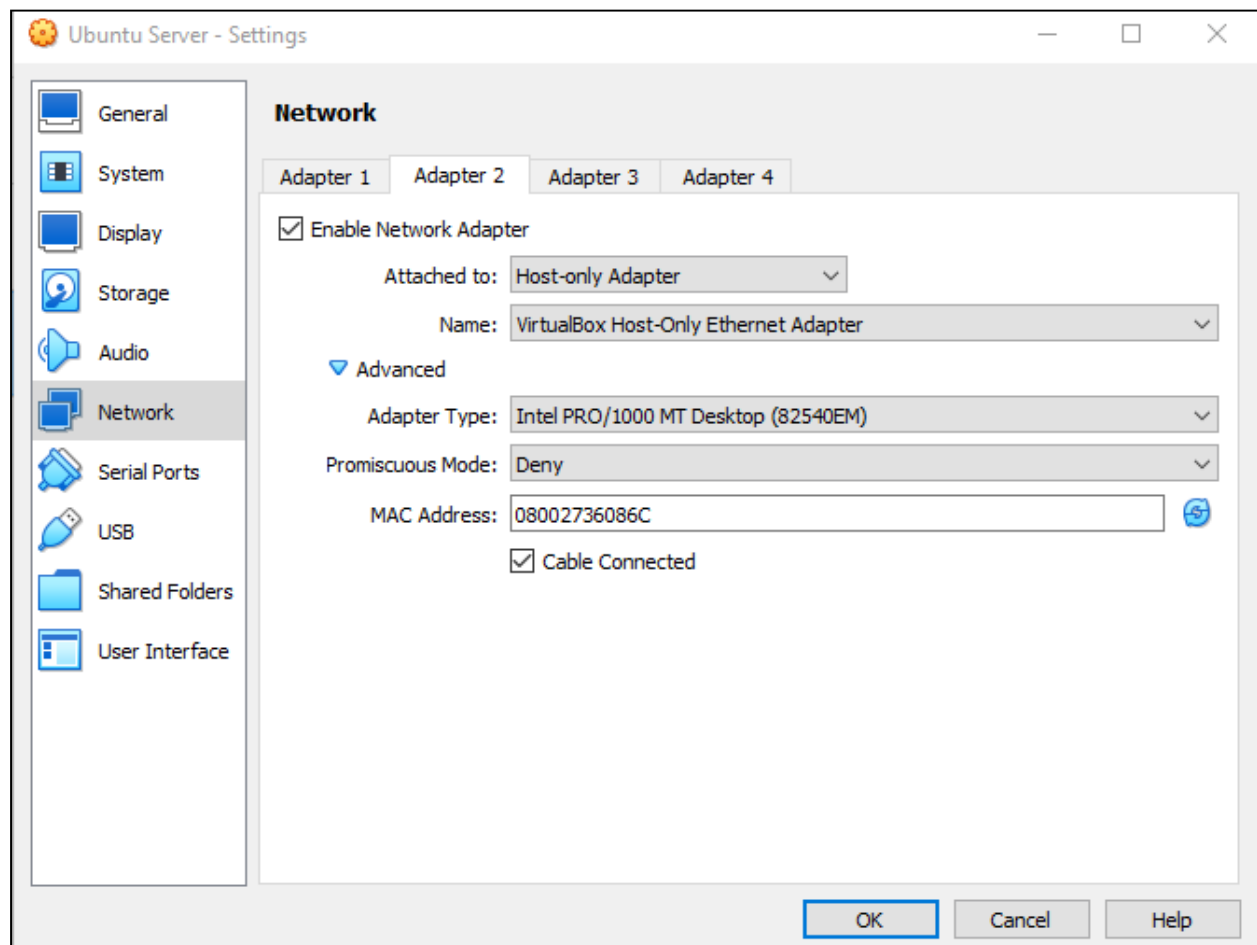 Ubuntu Server - Settings
General
System
Display
Storage
Audio
Network
Serial Ports
USB
Shared Folders
User Interface
Network
Adapter 1 Adapter 2 Adapter 3 Adapter 4
Enable Network Adapter
Attached to: Host-only Adapter
Name: VirtualBox Host-Only Ethernet Adapter
Advanced
Adapter Type: Intel PRO/1000 MT Desktop (82540EM)
Promiscuous Mode: Deny
MAC Address: 08002736086C
Cable Connected
OK Cancel Help